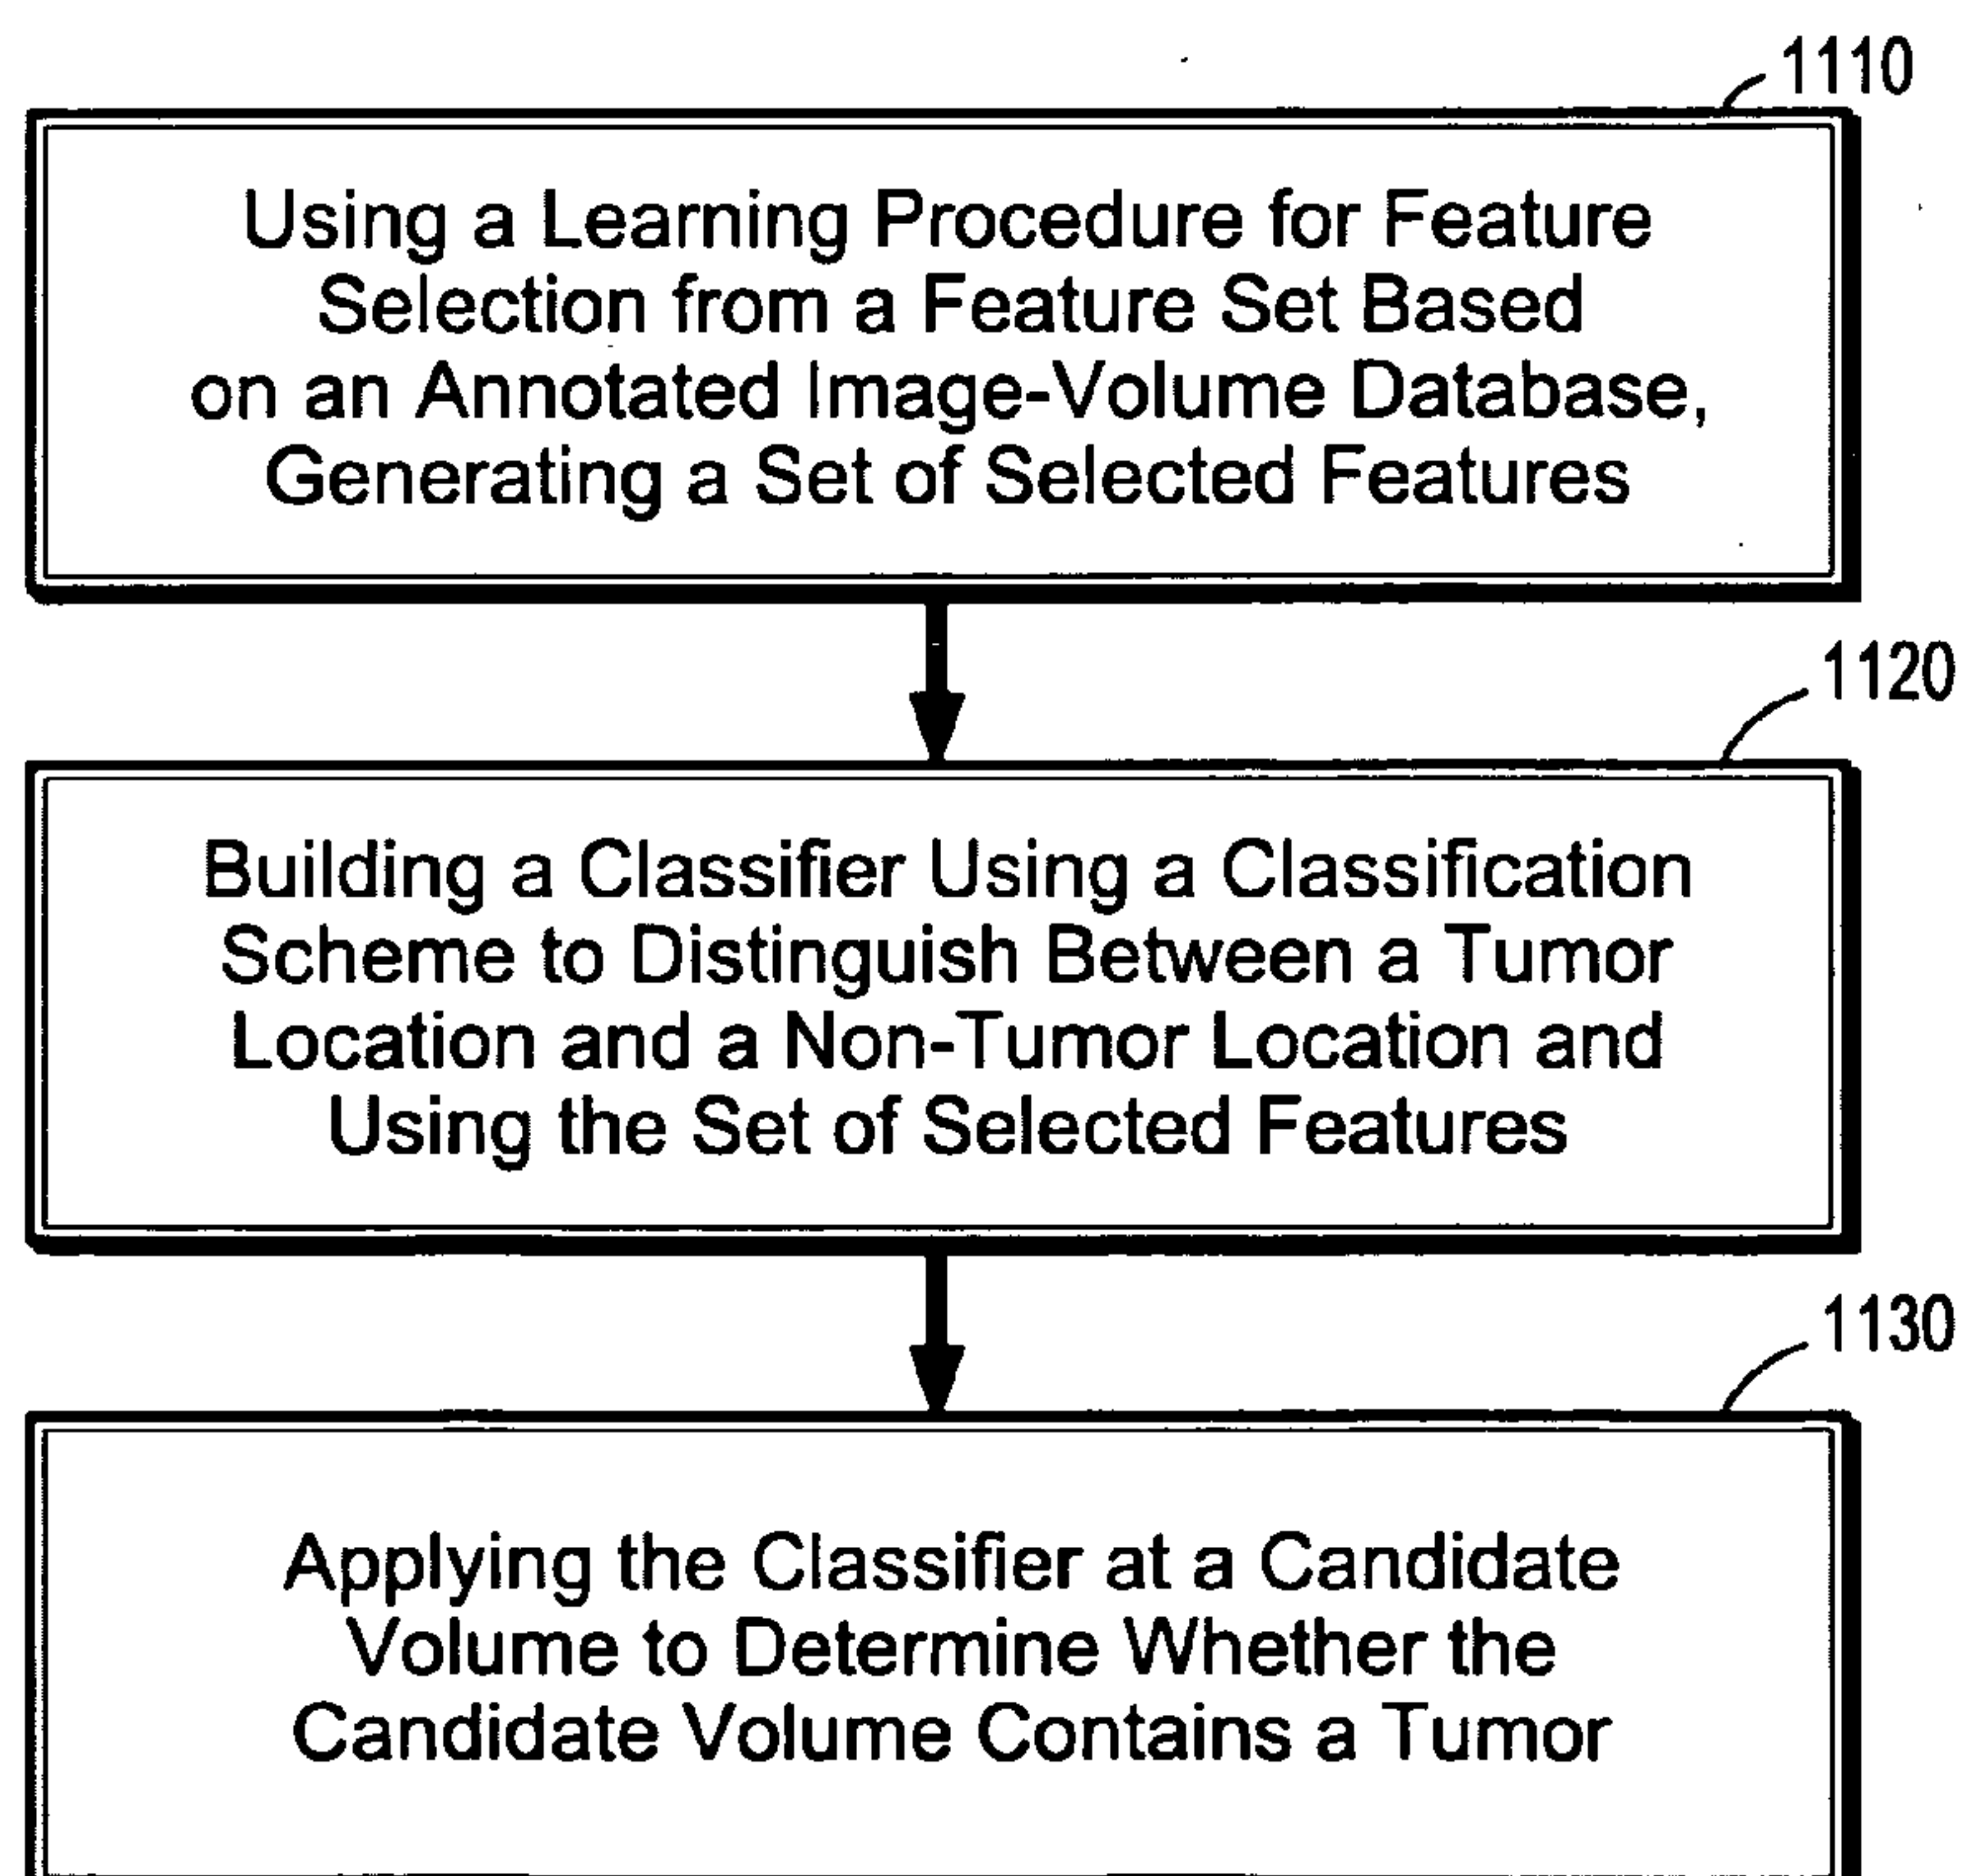 1110
Using a Learning Procedure for Feature
Selection from a Feature Set Based
on an Annotated Image-Volume Database,
Generating a Set of Selected Features
1120
Building a Classifier Using a Classification
Scheme to Distinguish Between a Tumor
Location and a Non-Tumor Location and
Using the Set of Selected Features
1130
Applying the Classifier at a Candidate
Volume to Determine Whether the
Candidate Volume Contains a Tumor